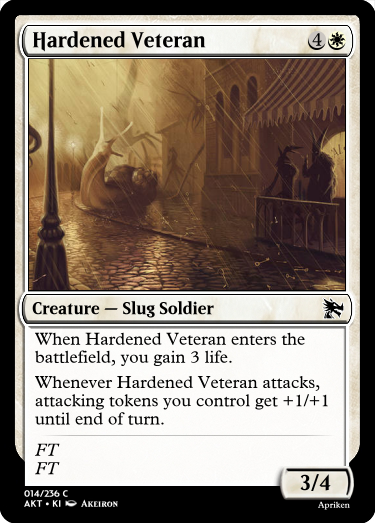 Hardened Veteran 4
Creature — Slug Soldier
When Hardened Veteran enters the
battlefield, you gain 3 life.
Whenever Hardened Veteran attacks,
attacking tokens you control get +1/+1
until end of turn.
FT
FT
3/4
014/236 C
AKT • KI Akeiron
Apriken